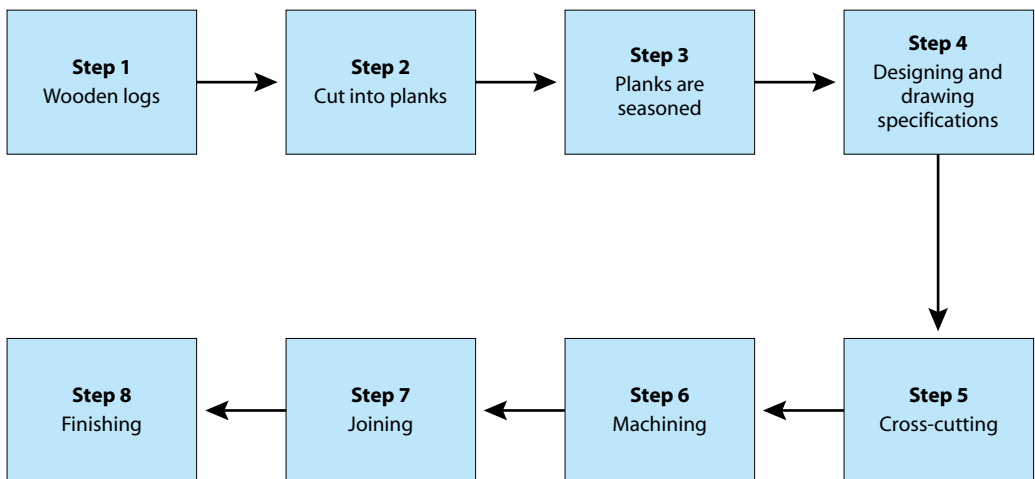 Step 1
Wooden logs
Step 2
Cut into planks
Step 3
Planks are
seasoned
Step 4
Designing and
drawing
specifications
Step 5
Cross-cutting
Step 6
Machining
Step 7
Joining
Step 8
Finishing